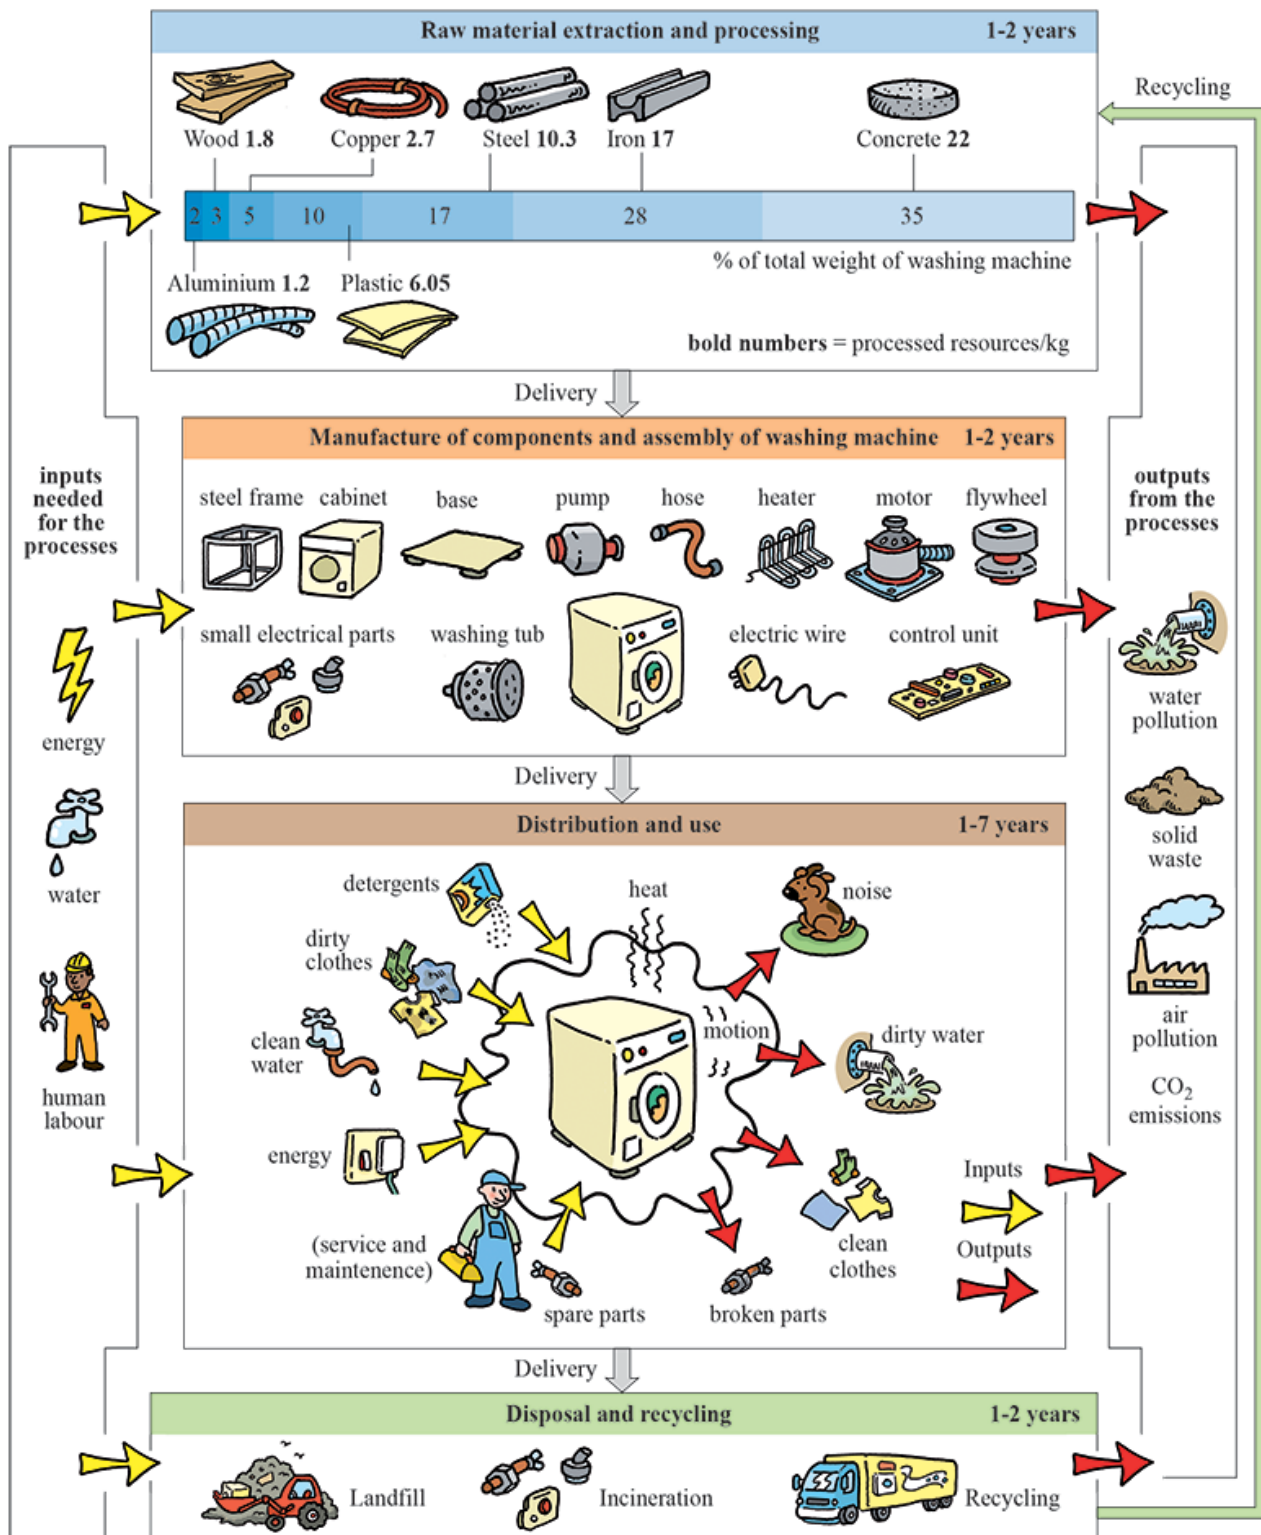 Raw material extraction and processing 1-2 years
Recycling
Wood 1.8 Copper 2.7 Steel 10.3 Iron 17 Concrete 22
2 3 5 10 17 28 35
% of total weight of washing machine
Aluminium 1.2 Plastic 6.05
bold numbers = processed resources/kg
Delivery
Manufacture of components and assembly of washing machine 1-2 years
inputs
needed
for the
processes
outputs
from the
processes
steel frame cabinet base pump hose heater motor flywheel
small electrical parts washing tub electric wire control unit
energy
water
human
labour
water
pollution
solid
waste
air
pollution
CO2
emissions
Delivery
Distribution and use 1-7 years
detergents
heat
noise
dirty
clothes
clean
water
motion
dirty water
energy
(service and
maintenence)
spare parts
broken parts
clean
clothes
Inputs
Outputs
Delivery
Disposal and recycling 1-2 years
Landfill Incineration Recycling